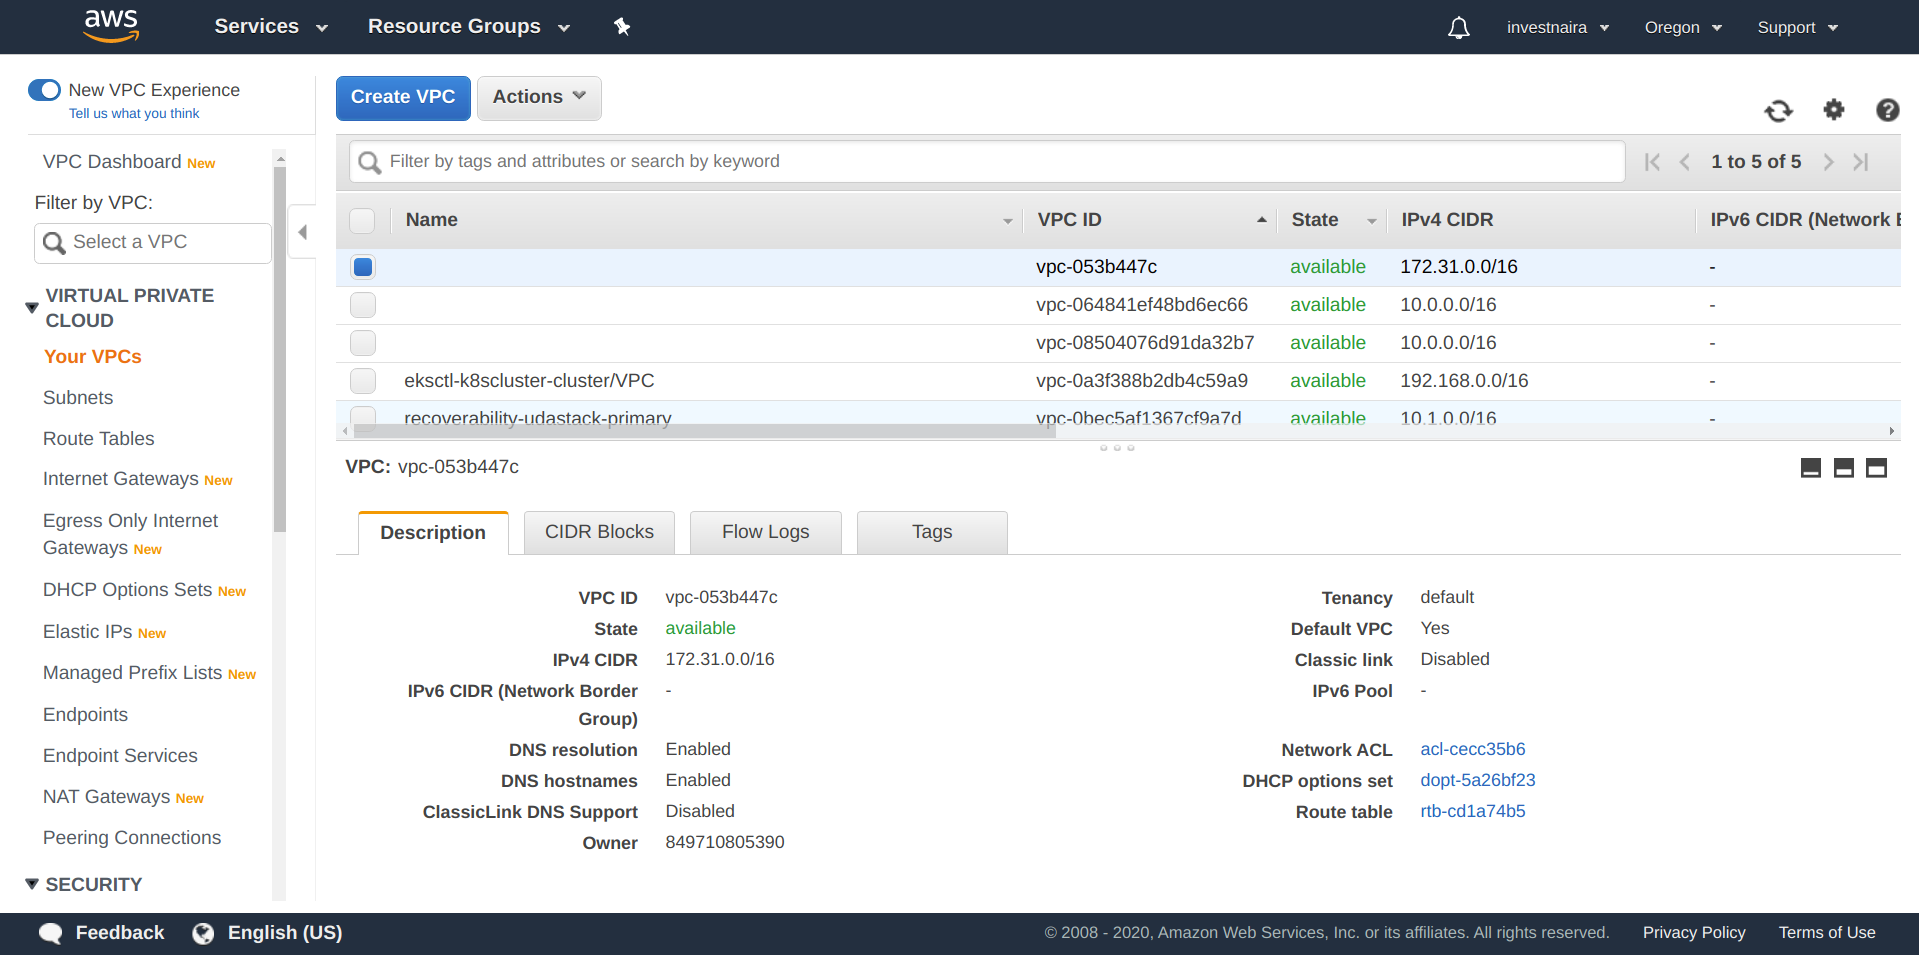 aws Services Resource Groups investnaira Oregon Support
New VPC Experience
Tell us what you think
VPC Dashboard New
Filter by VPC:
Select a VPC
VIRTUAL PRIVATE
CLOUD
Your VPCs
Subnets
Route Tables
Internet Gateways New
Egress Only Internet
Gateways New
DHCP Options Sets New
Elastic IPs New
Managed Prefix Lists New
Endpoints
Endpoint Services
NAT Gateways New
Peering Connections
SECURITY
Create VPC Actions
Filter by tags and attributes or search by keyword 1 to 5 of 5
Name VPC ID State IPv4 CIDR IPv6 CIDR (Network
vpc-053b447c available 172.31.0.0/16 -
vpc-064841ef48bd6ec66 available 10.0.0.0/16 -
vpc-08504076d91da32b7 available 10.0.0.0/16 -
eksctl-k8scluster-cluster/VPC vpc-0a3f388b2db4c59a9 available 192.168.0.0/16 -
recoverability-udastack-primary vpc-0bec5af1367cf9a7d available 10.1.0.0/16 -
VPC: vpc-053b447c
Description CIDR Blocks Flow Logs Tags
VPC ID vpc-053b447c Tenancy default
State available Default VPC Yes
IPv4 CIDR 172.31.0.0/16 Classic link Disabled
IPv6 CIDR (Network Border - IPv6 Pool -
Group)
DNS resolution Enabled Network ACL acl-cecc35b6
DNS hostnames Enabled DHCP options set dopt-5a26bf23
ClassicLink DNS Support Disabled Route table rtb-cd1a74b5
Owner 849710805390
Feedback English (US) © 2008 - 2020, Amazon Web Services, Inc. or its affiliates. All rights reserved. Privacy Policy Terms of Use